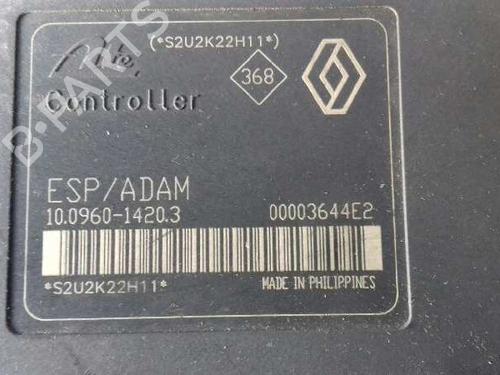 (*S2U2K22H11*)
368
Controller
ESP/ADAM
10.0960-1420.3 00003644E2
*S2U2K22H11*
MADE IN PHILIPPINES
B-PARTS